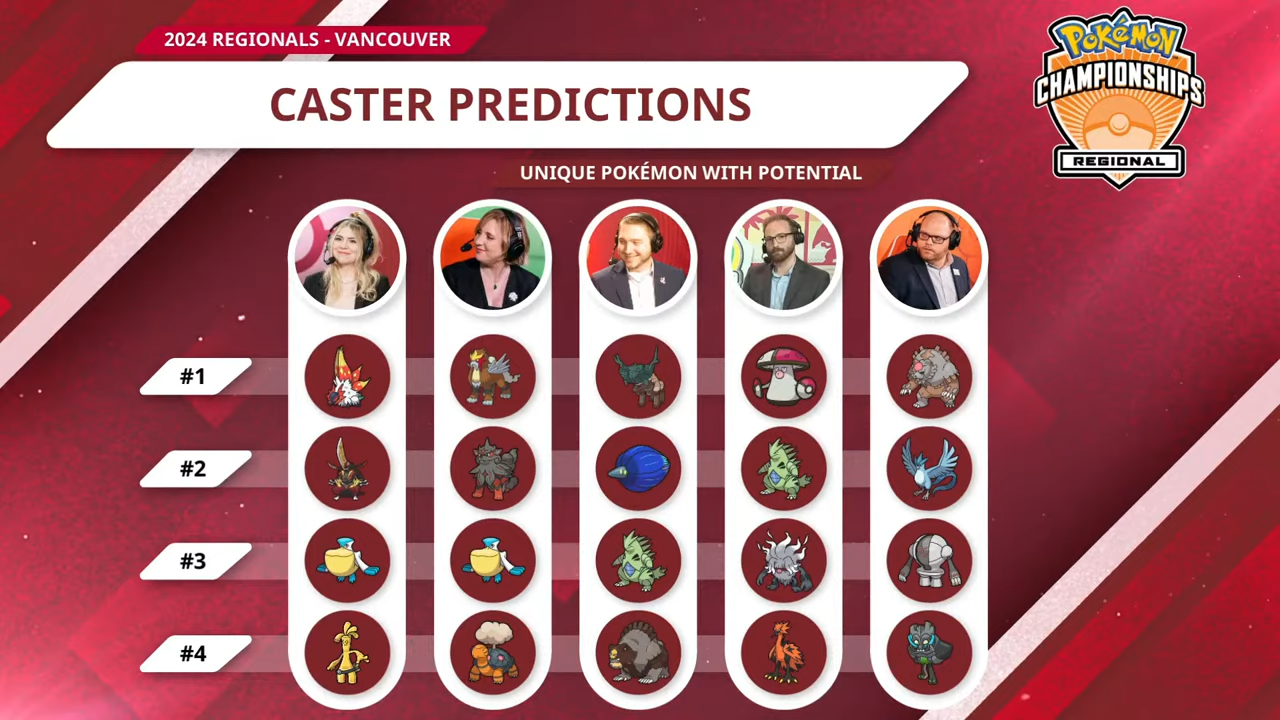 2024 REGIONALS - VANCOUVER
CASTER PREDICTIONS
UNIQUE POKÉMON WITH POTENTIAL
POKéMON
CHAMPIONSHIPS
REGIONAL
#1
#2
#3
#4